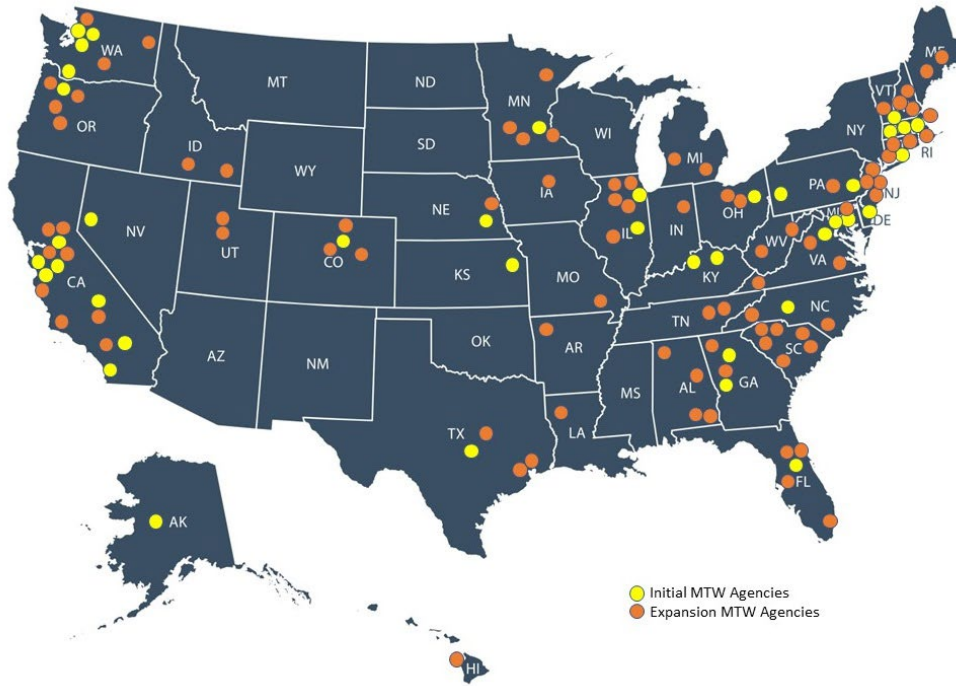 WA
MT
ND
MN
ME
VT
OR
ID
SD
WI
NY
WY
MI
RI
IA
PA
NE
NJ
OH
NV
IL
IN
DE
UT
WV
CO
CA
KS
MO
KY
VA
NC
TN
OK
AZ
NM
AR
SC
MS
AL
GA
TX
LA
FL
AK
Initial MTW Agencies
Expansion MTW Agencies
HI